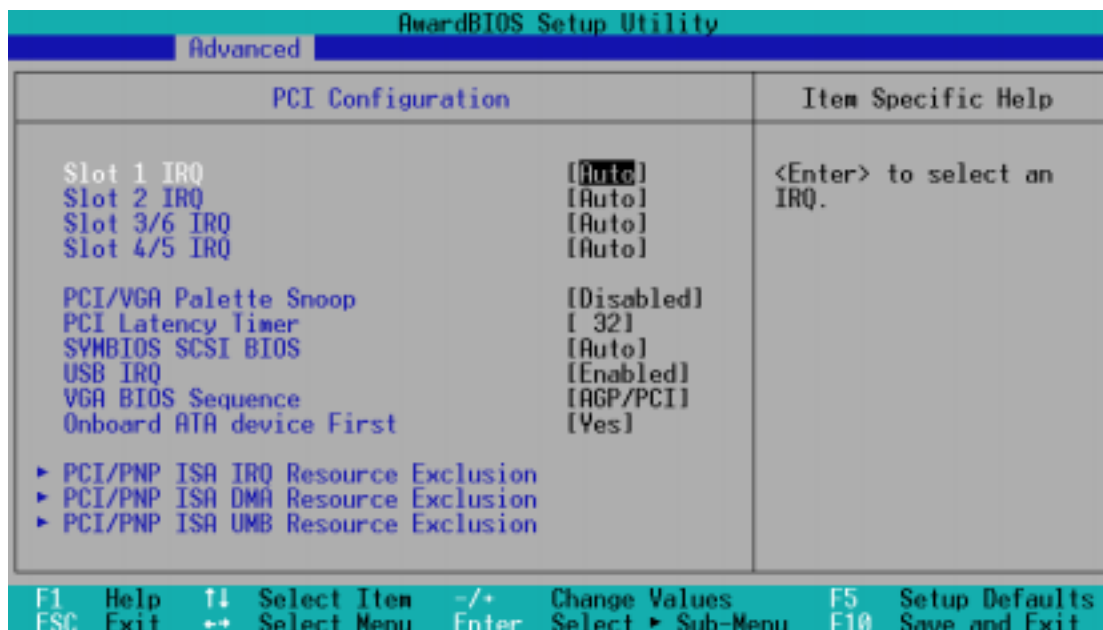 AwardBIOS Setup Utility
Advanced
PCI Configuration
Item Specific Help
Slot 1 IRQ [Auto]
Slot 2 IRQ [Auto]
Slot 3/6 IRQ [Auto]
Slot 4/5 IRQ [Auto]
PCI/VGA Palette Snoop [Disabled]
PCI Latency Timer [ 32]
SYMBIOS SCSI BIOS [Auto]
USB IRQ [Enabled]
VGA BIOS Sequence [AGP/PCI]
Onboard ATA device First [Yes]
► PCI/PNP ISA IRQ Resource Exclusion
► PCI/PNP ISA DMA Resource Exclusion
► PCI/PNP ISA UMB Resource Exclusion
<Enter> to select an
IRQ.
F1 Help ↑↓ Select Item -/+ Change Values F5 Setup Defaults
ESC Exit ←→ Select Menu Enter Select ► Sub-Menu F10 Save and Exit